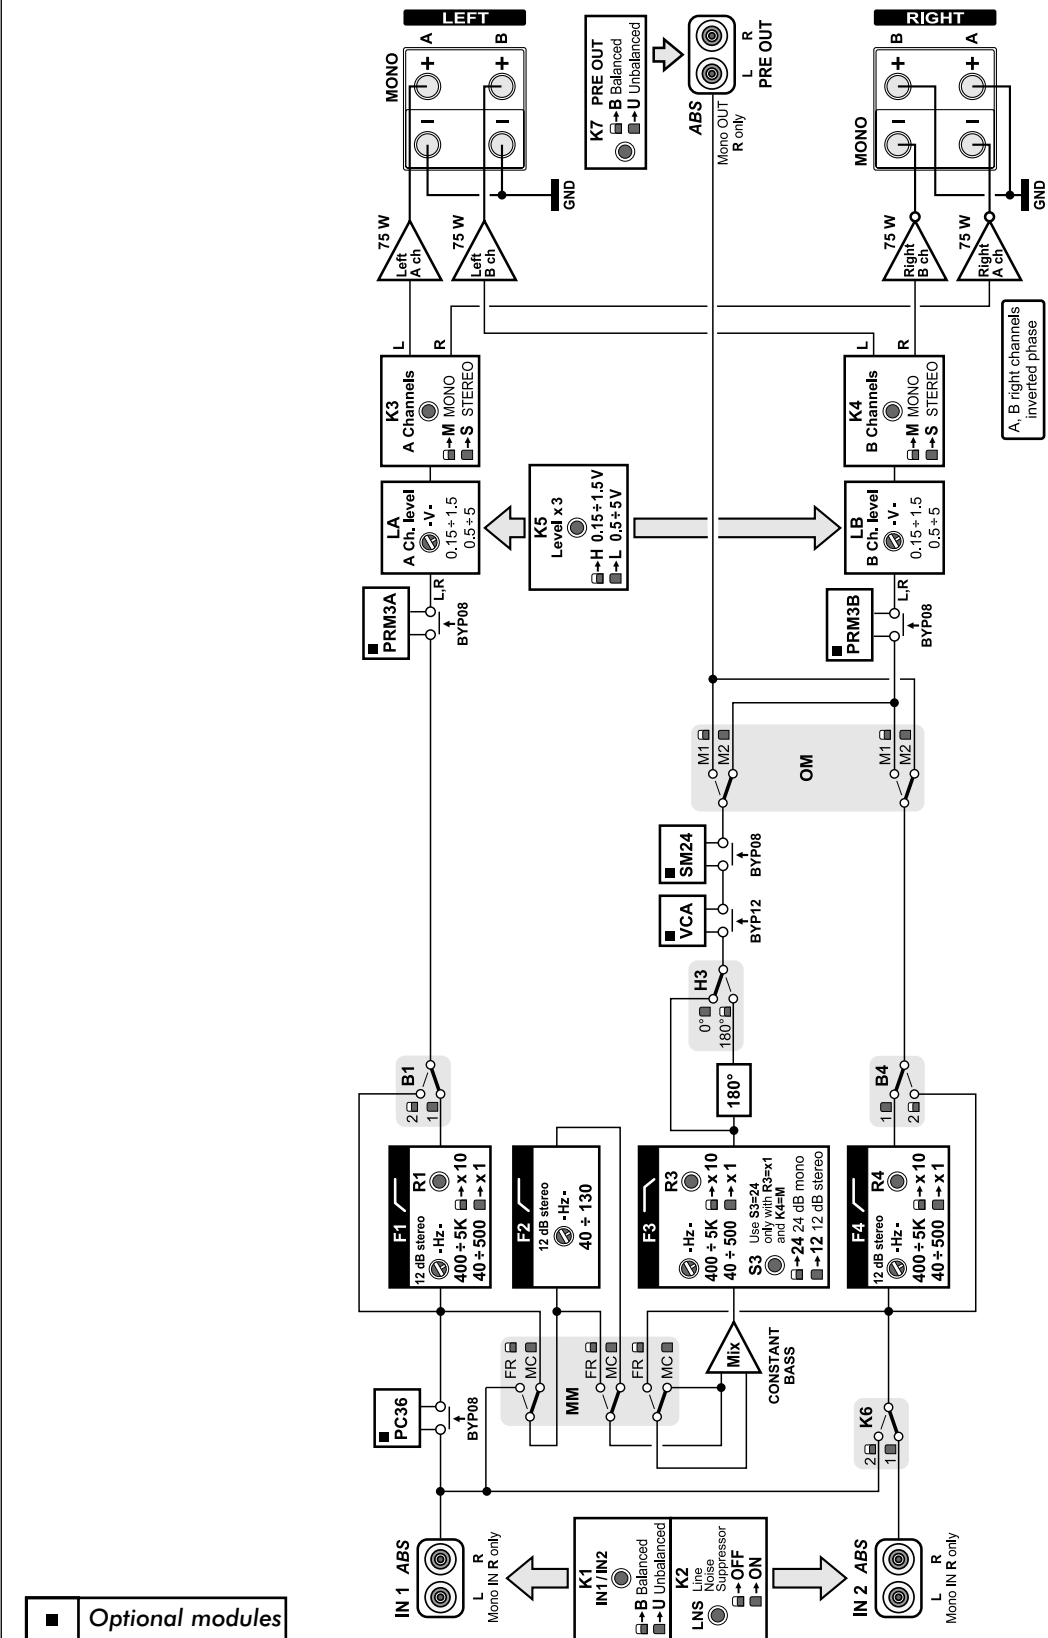 LEFT
RIGHT
A
B
B
A
MONO
+
+
−
−
MONO
+
+
−
−
GND
GND
K7 PRE OUT
→B Balanced
→U Unbalanced
L R
PRE OUT
ABS
Mono OUT
R only
75 W
Left
A ch
75 W
Left
B ch
75 W
Right
B ch
75 W
Right
A ch
L
R
L
R
K3
A Channels
→M MONO
→S STEREO
K4
B Channels
→M MONO
→S STEREO
A, B right channels
inverted phase
LA
A Ch. level
-V-
0.15÷1.5
0.5÷5
K5
Level x 3
→H 0.15÷1.5 V
→L 0.5÷5 V
LB
B Ch. level
-V-
0.15÷1.5
0.5÷5
L,R
L,R
PRM3A
BYP08
PRM3B
BYP08
M1
M2
OM
M1
M2
SM24
BYP08
VCA
BYP12
H3
0°
180°
180°
B1
2
1
B4
1
2
F1
12 dB stereo
R1
-Hz-
400÷5K →x10
40÷500 →x1
F2
12 dB stereo
-Hz-
40÷130
F3
R3
-Hz-
400÷5K →x10
40÷500 →x1
S3
Use S3=24
only with R3=x1
and K4=M
→24 24 dB mono
→12 12 dB stereo
F4
12 dB stereo
R4
-Hz-
400÷5K →x10
40÷500 →x1
FR
MC
FR
MC
FR
MC
MM
Mix
CONSTANT
BASS
PC36
BYP08
K6
2
1
IN 1 ABS
L R
Mono IN R only
K1
IN1/IN2
→B Balanced
→U Unbalanced
K2
LNS
Line
Noise
Suppressor
→OFF
→ON
IN 2 ABS
L R
Mono IN R only
Optional modules